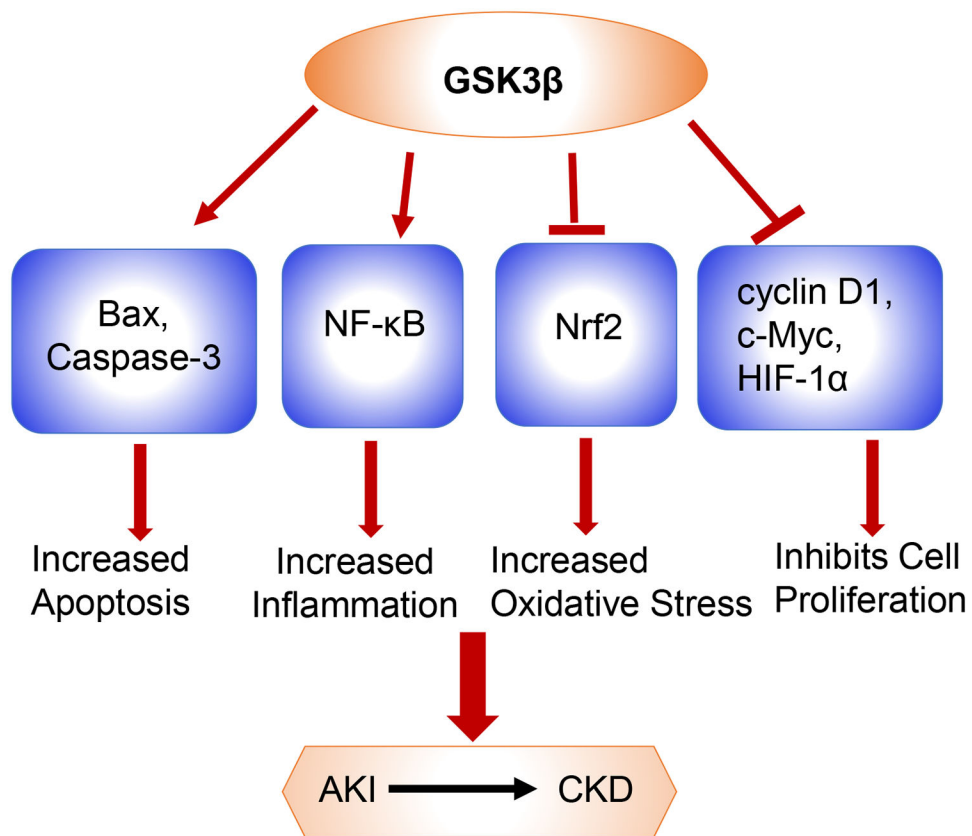 GSK3β
Bax,
Caspase-3
NF-κB
Nrf2
cyclin D1,
c-Myc,
HIF-1α
Increased
Apoptosis
Increased
Inflammation
Increased
Oxidative Stress
Inhibits Cell
Proliferation
AKI
CKD